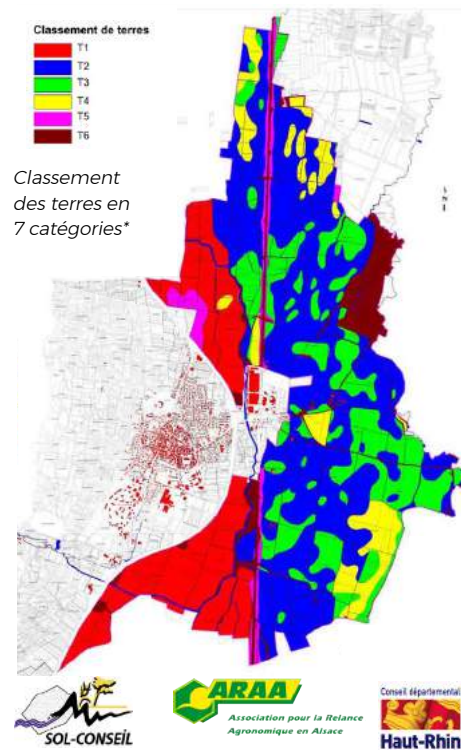 Classement de terres
T1
T2
T3
T4
T5
T6
Classement
des terres en
7 catégories*
SOL-CONSEIL
ARAA
Association pour la Relance
Agronomique en Alsace
Conseil départemental
Haut-Rhin